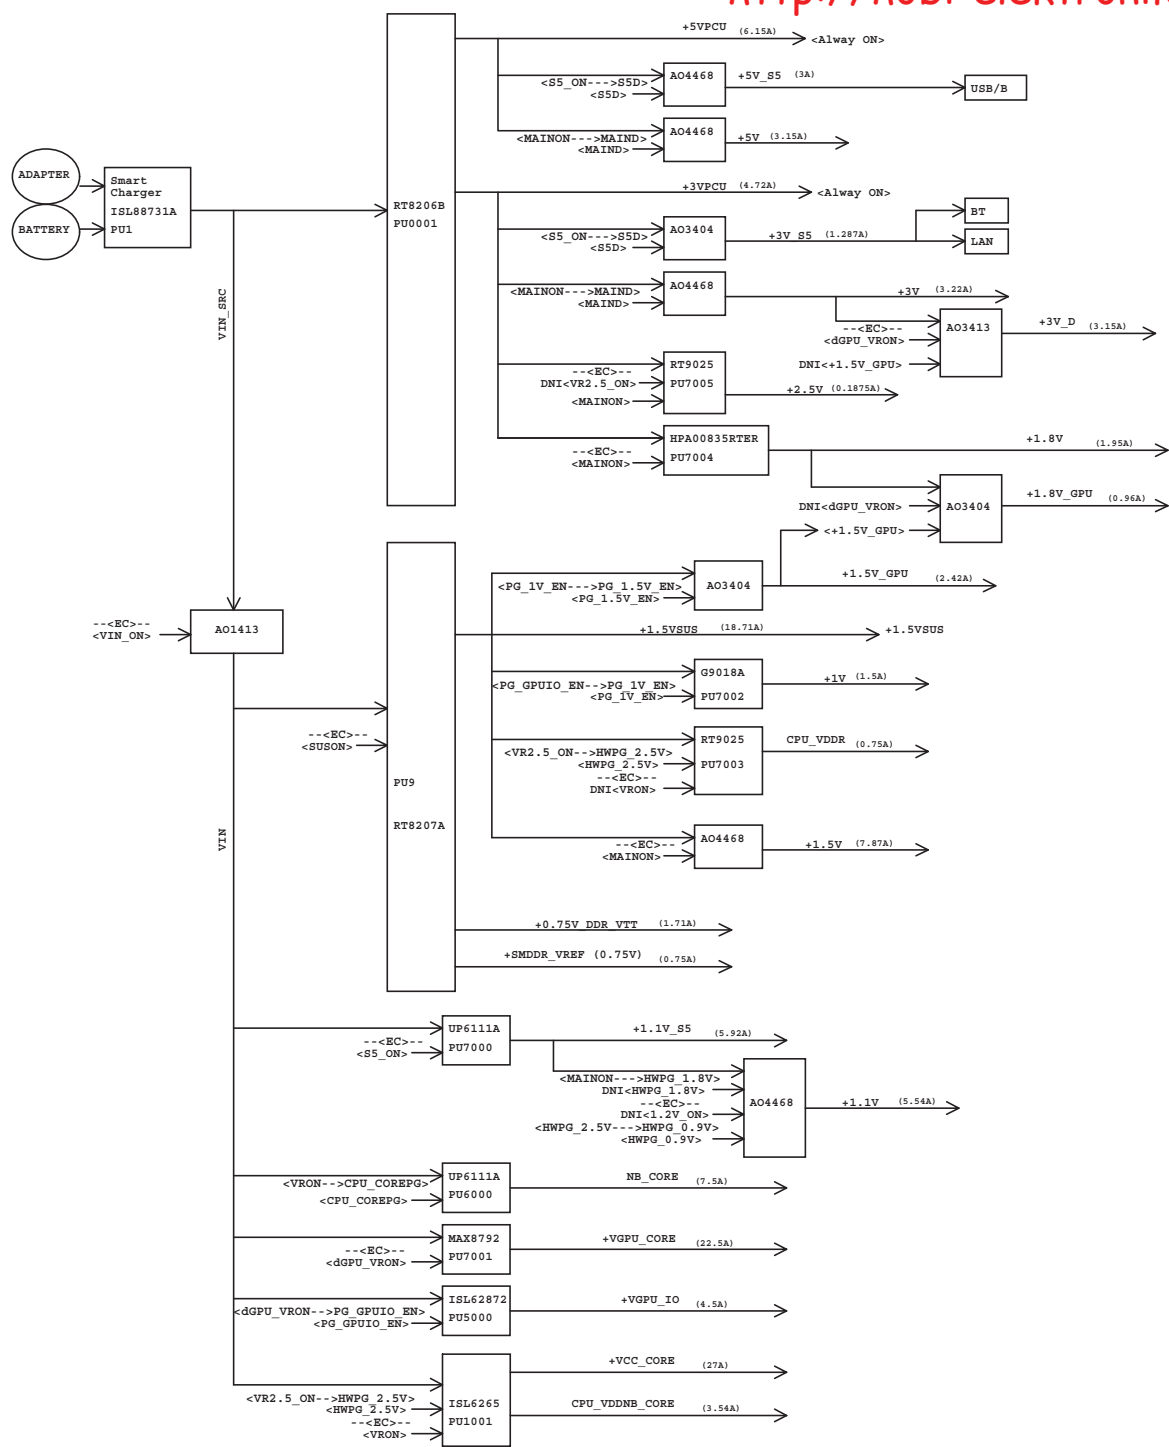 +5VPCU (6.15A) <Alway ON>
<S5_ON--->S5D>
<S5D>
AO4468
+5V_S5 (3A)
USB/B
<MAINON--->MAIND>
<MAIND>
AO4468
+5V (3.15A)
ADAPTER
BATTERY
Smart
Charger
ISL88731A
PU1
RT8206B
PU0001
+3VPCU (4.72A) <Alway ON>
<S5_ON--->S5D>
<S5D>
AO3404
+3V_S5 (1.287A)
BT
LAN
VIN_SRC
<MAINON--->MAIND>
<MAIND>
AO4468
+3V (3.22A)
--<EC>--
<dGPU_VRON>
DNI<+1.5V_GPU>
AO3413
+3V_D (3.15A)
--<EC>--
DNI<VR2.5_ON>
<MAINON>
RT9025
PU7005
+2.5V (0.1875A)
--<EC>--
<MAINON>
HPA00835RTER
PU7004
+1.8V (1.95A)
DNI<dGPU_VRON>
<+1.5V_GPU>
AO3404
+1.8V_GPU (0.96A)
<PG_1V_EN--->PG_1.5V_EN>
<PG_1.5V_EN>
AO3404
+1.5V_GPU (2.42A)
--<EC>--
<VIN_ON>
AO1413
+1.5VSUS (18.71A) +1.5VSUS
<PG_GPUIO_EN-->PG_1V_EN>
<PG_1V_EN>
G9018A
PU7002
+1V (1.5A)
--<EC>--
<SUSON>
PU9
RT8207A
<VR2.5_ON-->HWPG_2.5V>
<HWPG_2.5V>
--<EC>--
DNI<VRON>
RT9025
PU7003
CPU_VDDR (0.75A)
VIN
--<EC>--
<MAINON>
AO4468
+1.5V (7.87A)
+0.75V_DDR_VTT (1.71A)
+SMDDR_VREF (0.75V) (0.75A)
--<EC>--
<S5_ON>
UP6111A
PU7000
+1.1V_S5 (5.92A)
<MAINON--->HWPG_1.8V>
DNI<HWPG_1.8V>
--<EC>--
DNI<1.2V_ON>
<HWPG_2.5V--->HWPG_0.9V>
<HWPG_0.9V>
AO4468
+1.1V (5.54A)
<VRON-->CPU_COREPG>
<CPU_COREPG>
UP6111A
PU6000
NB_CORE (7.5A)
--<EC>--
<dGPU_VRON>
MAX8792
PU7001
+VGPU_CORE (22.5A)
<dGPU_VRON-->PG_GPUIO_EN>
<PG_GPUIO_EN>
ISL62872
PU5000
+VGPU_IO (4.5A)
<VR2.5_ON-->HWPG_2.5V>
<HWPG_2.5V>
--<EC>--
<VRON>
ISL6265
PU1001
+VCC_CORE (27A)
CPU_VDDNB_CORE (3.54A)